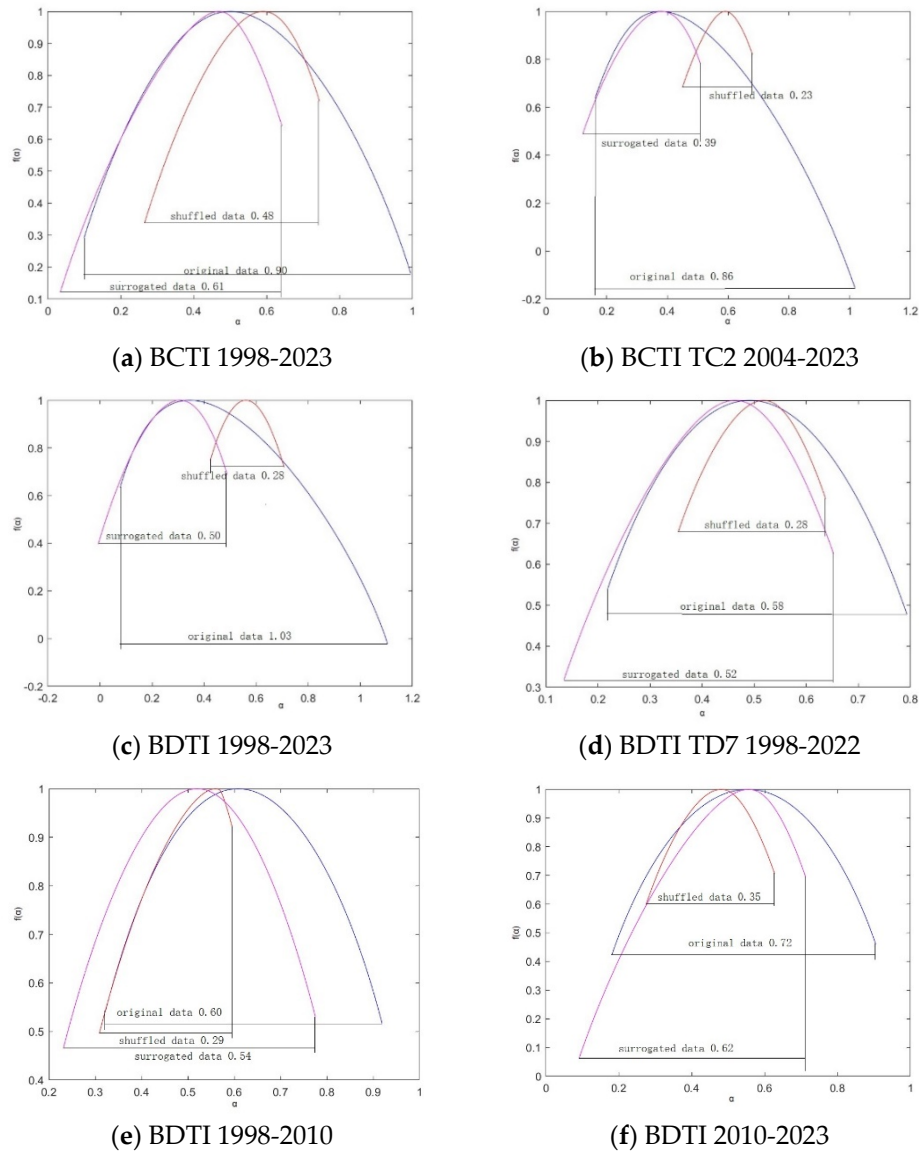 1
0.9
0.8
0.7
0.6
0.5
0.4
0.3
0.2
0.1
f(α)
shuffled data 0.48
original data 0.90
surrogated data 0.61
0 0.2 0.4 0.6 0.8 1
α
(a) BCTI 1998-2023
1
0.8
0.6
0.4
0.2
0
-0.2
f(α)
shuffled data 0.23
surrogated data 0.39
original data 0.86
0 0.2 0.4 0.6 0.8 1 1.2
α
(b) BCTI TC2 2004-2023
1
0.8
0.6
0.4
0.2
0
-0.2
f(α)
shuffled data 0.28
surrogated data 0.50
original data 1.03
-0.2 0 0.2 0.4 0.6 0.8 1 1.2
α
(c) BDTI 1998-2023
1
0.9
0.8
0.7
0.6
0.5
0.4
0.3
f(α)
shuffled data 0.28
original data 0.58
surrogated data 0.52
0.1 0.2 0.3 0.4 0.5 0.6 0.7 0.8
α
(d) BDTI TD7 1998-2022
1
0.9
0.8
0.7
0.6
0.5
0.4
f(α)
original data 0.60
shuffled data 0.29
surrogated data 0.54
0.2 0.3 0.4 0.5 0.6 0.7 0.8 0.9 1
α
(e) BDTI 1998-2010
1
0.9
0.8
0.7
0.6
0.5
0.4
0.3
0.2
0.1
0
f(α)
shuffled data 0.35
original data 0.72
surrogated data 0.62
0 0.2 0.4 0.6 0.8 1
α
(f) BDTI 2010-2023